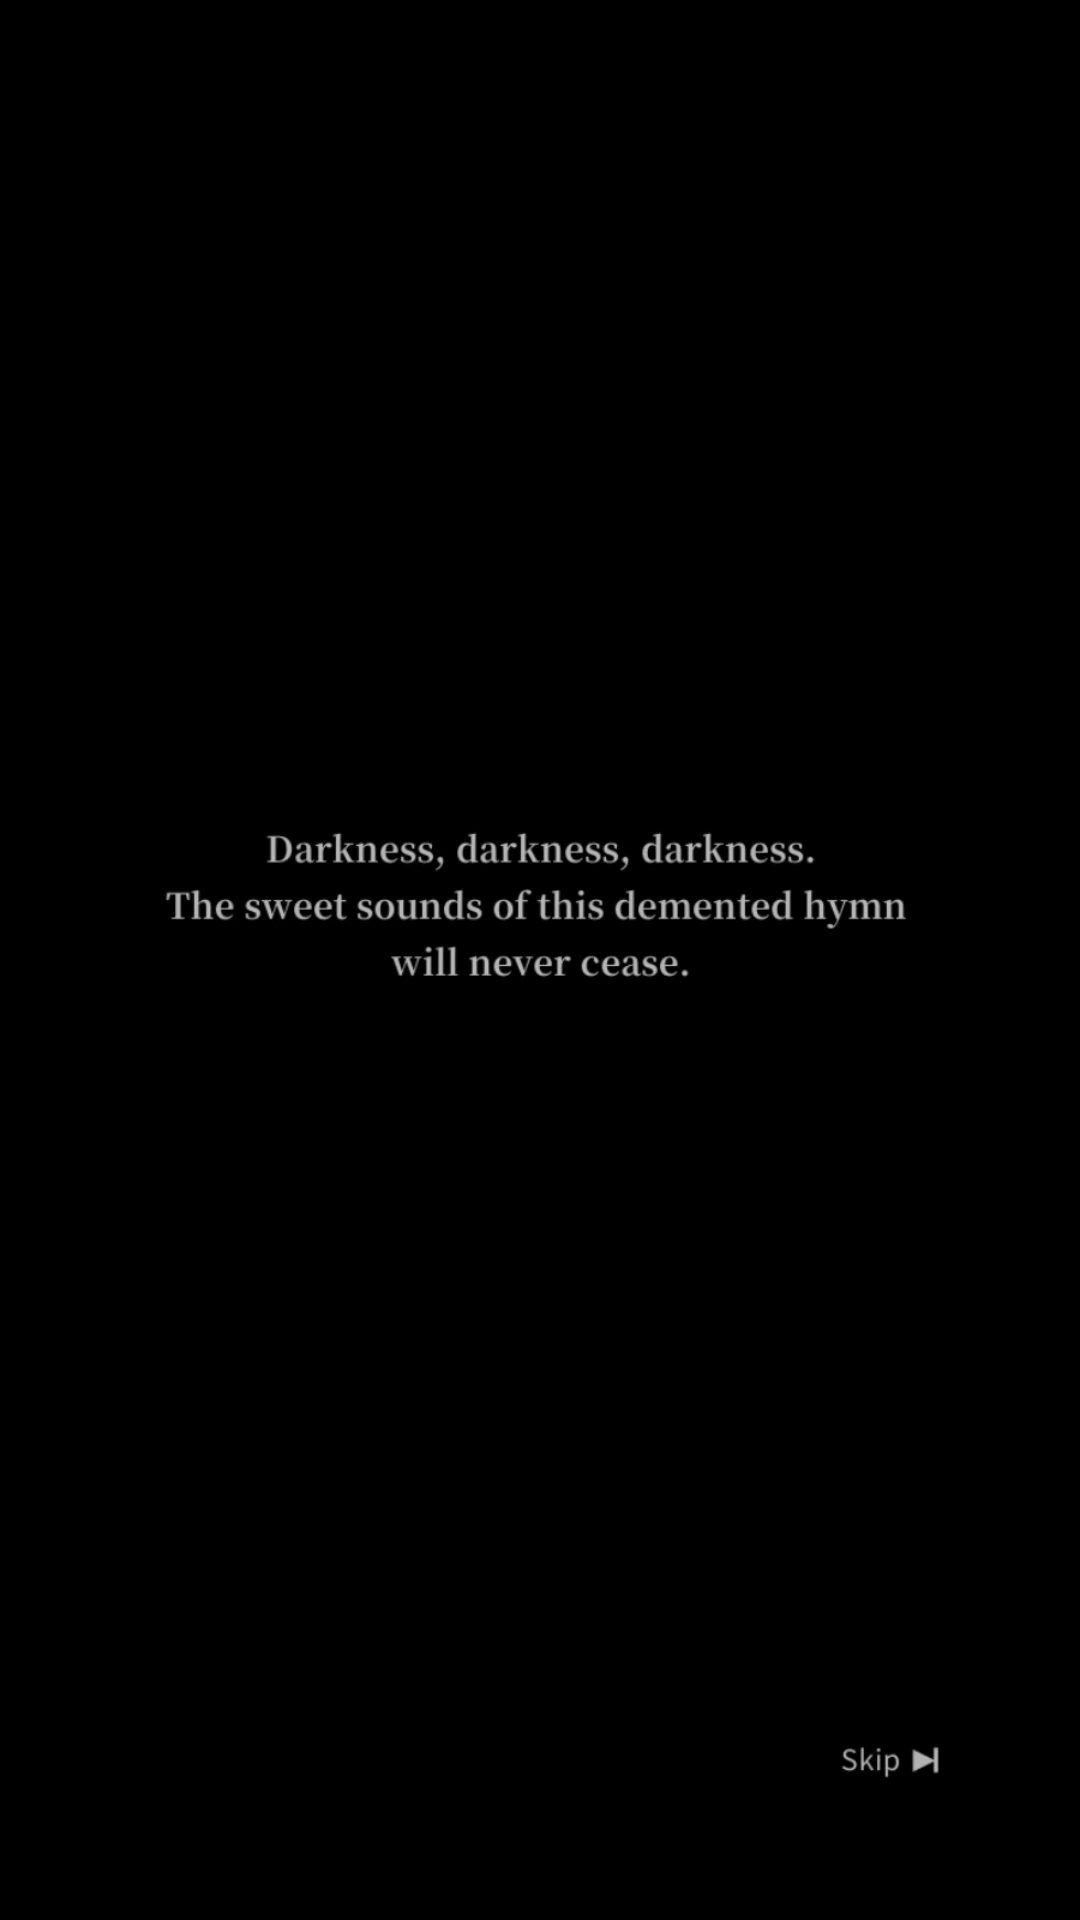 Darkness, darkness, darkness.
The sweet sounds of this demented hymn
will never cease.
Skip